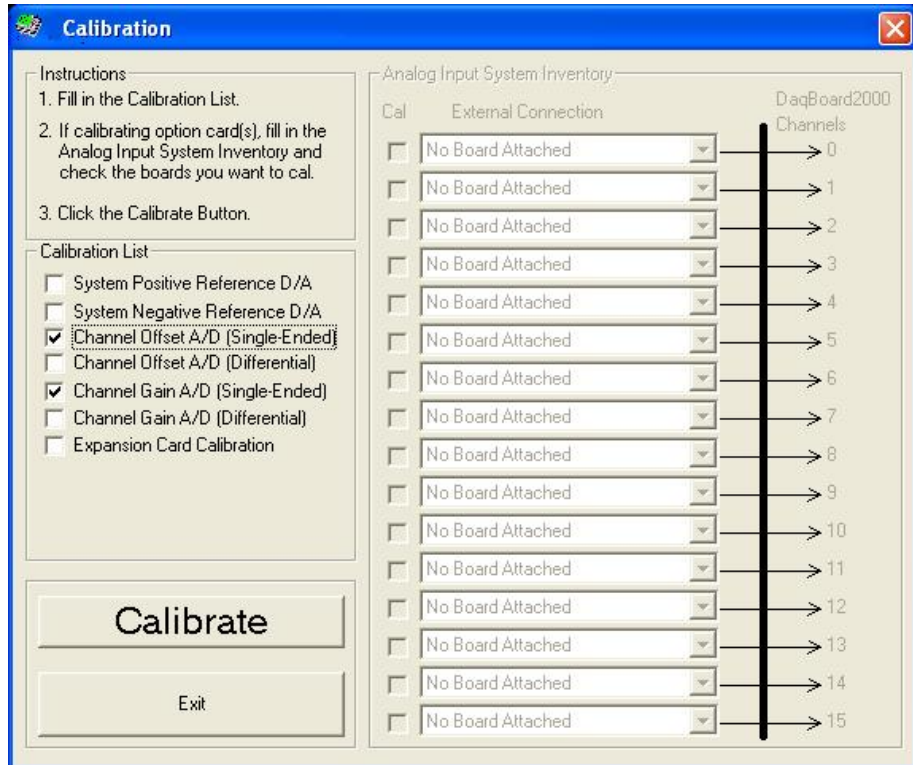 Calibration
Instructions
1. Fill in the Calibration List.
2. If calibrating option card(s), fill in the
Analog Input System Inventory and
check the boards you want to cal.
3. Click the Calibrate Button.
Calibration List
System Positive Reference D/A
System Negative Reference D/A
Channel Offset A/D (Single-Ended)
Channel Offset A/D (Differential)
Channel Gain A/D (Single-Ended)
Channel Gain A/D (Differential)
Expansion Card Calibration
Calibrate
Exit
Analog Input System Inventory
Cal External Connection DaqBoard2000
Channels
No Board Attached 0
No Board Attached 1
No Board Attached 2
No Board Attached 3
No Board Attached 4
No Board Attached 5
No Board Attached 6
No Board Attached 7
No Board Attached 8
No Board Attached 9
No Board Attached 10
No Board Attached 11
No Board Attached 12
No Board Attached 13
No Board Attached 14
No Board Attached 15